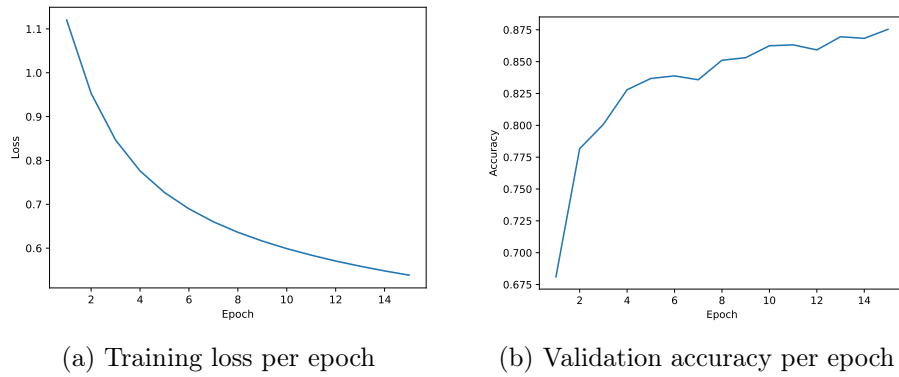 1.1
1.0
0.9
0.8
0.7
0.6
Loss
2 4 6 8 10 12 14
Epoch
(a) Training loss per epoch
0.875
0.850
0.825
0.800
0.775
0.750
0.725
0.700
0.675
Accuracy
2 4 6 8 10 12 14
Epoch
(b) Validation accuracy per epoch